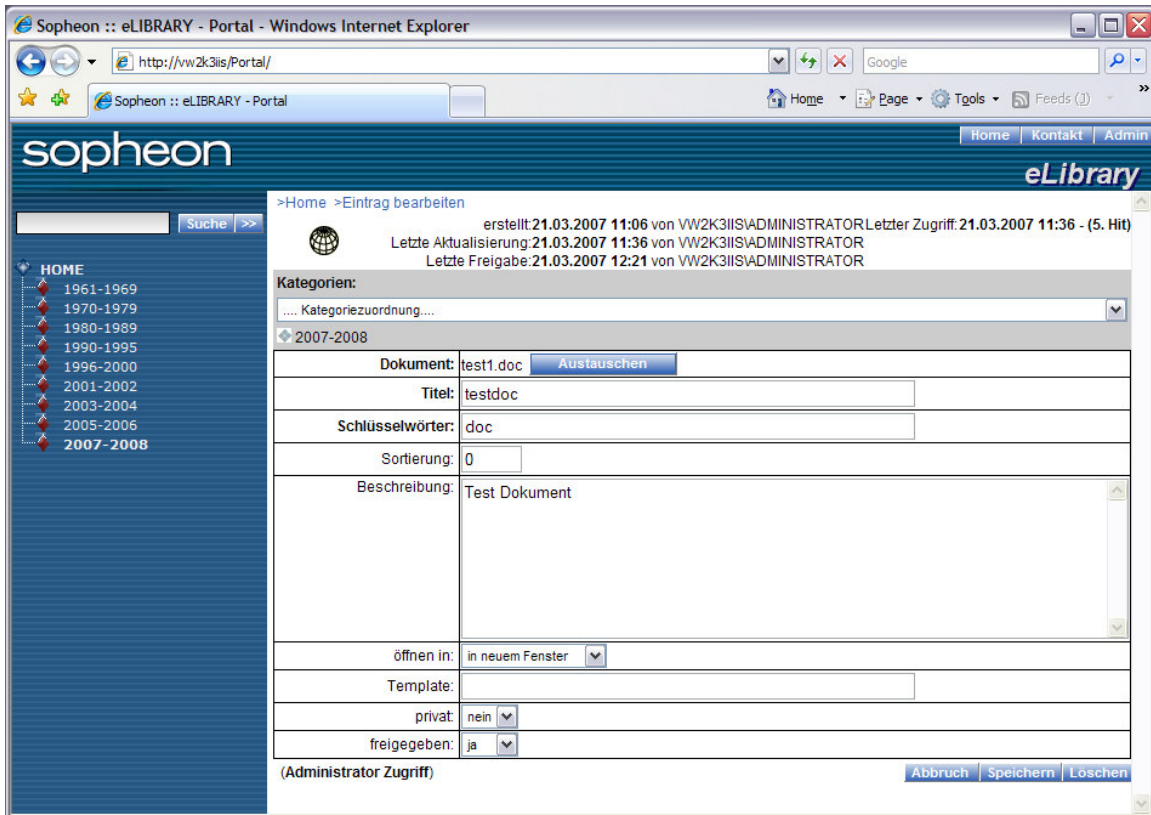 Sopheon :: eLIBRARY - Portal - Windows Internet Explorer
http://vw2k3iis/Portal/
Google
Sopheon :: eLIBRARY - Portal
Home Page Tools Feeds (J) »
sopheon
Home Kontakt Admin
eLibrary
Suche >>
HOME
1961-1969
1970-1979
1980-1989
1990-1995
1996-2000
2001-2002
2003-2004
2005-2006
2007-2008
>Home >Eintrag bearbeiten
erstellt:21.03.2007 11:06 von VW2K3IIS\ADMINISTRATORLetzter Zugriff:21.03.2007 11:36 - (5. Hit)
Letzte Aktualisierung:21.03.2007 11:36 von VW2K3IIS\ADMINISTRATOR
Letzte Freigabe:21.03.2007 12:21 von VW2K3IIS\ADMINISTRATOR
Kategorien:
.... Kategoriezuordnung....
2007-2008
Dokument: test1.doc Austauschen
Titel: testdoc
Schlüsselwörter: doc
Sortierung: 0
Beschreibung: Test Dokument
öffnen in: in neuem Fenster
Template:
privat: nein
freigegeben: ja
(Administrator Zugriff) Abbruch Speichern Löschen